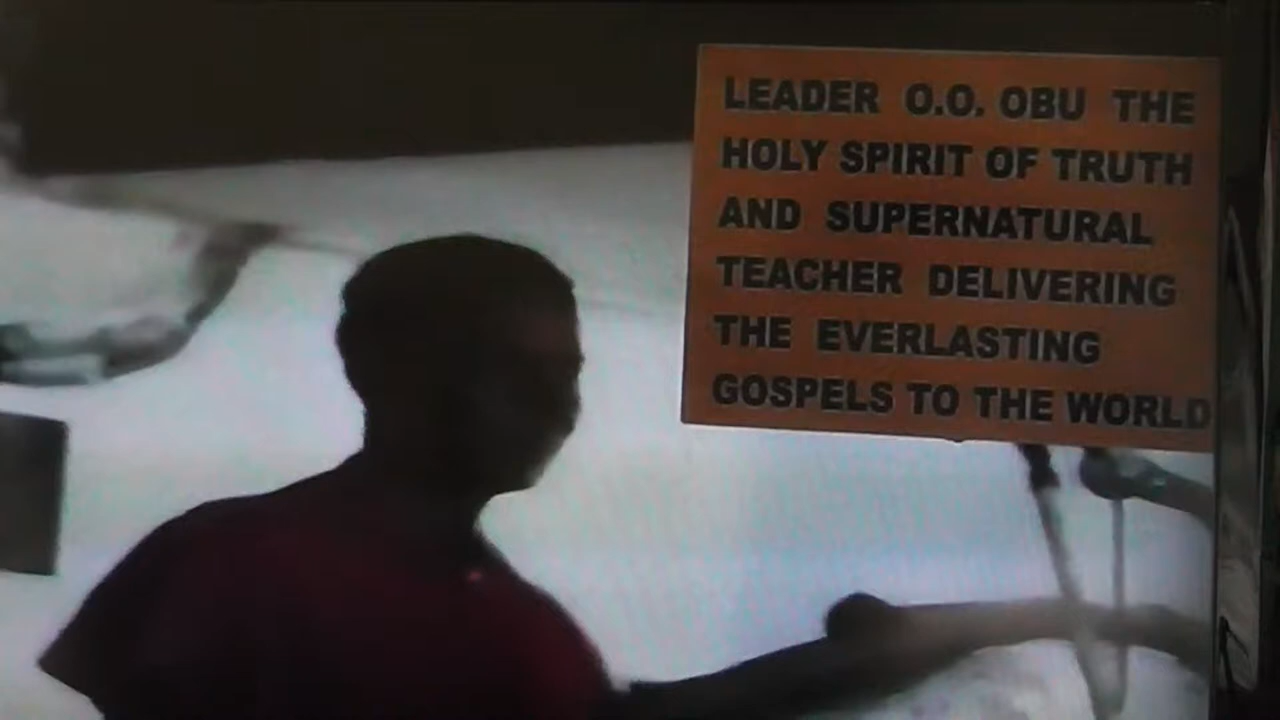 LEADER O.O. OBU THE
HOLY SPIRIT OF TRUTH
AND SUPERNATURAL
TEACHER DELIVERING
THE EVERLASTING
GOSPELS TO THE WORLD